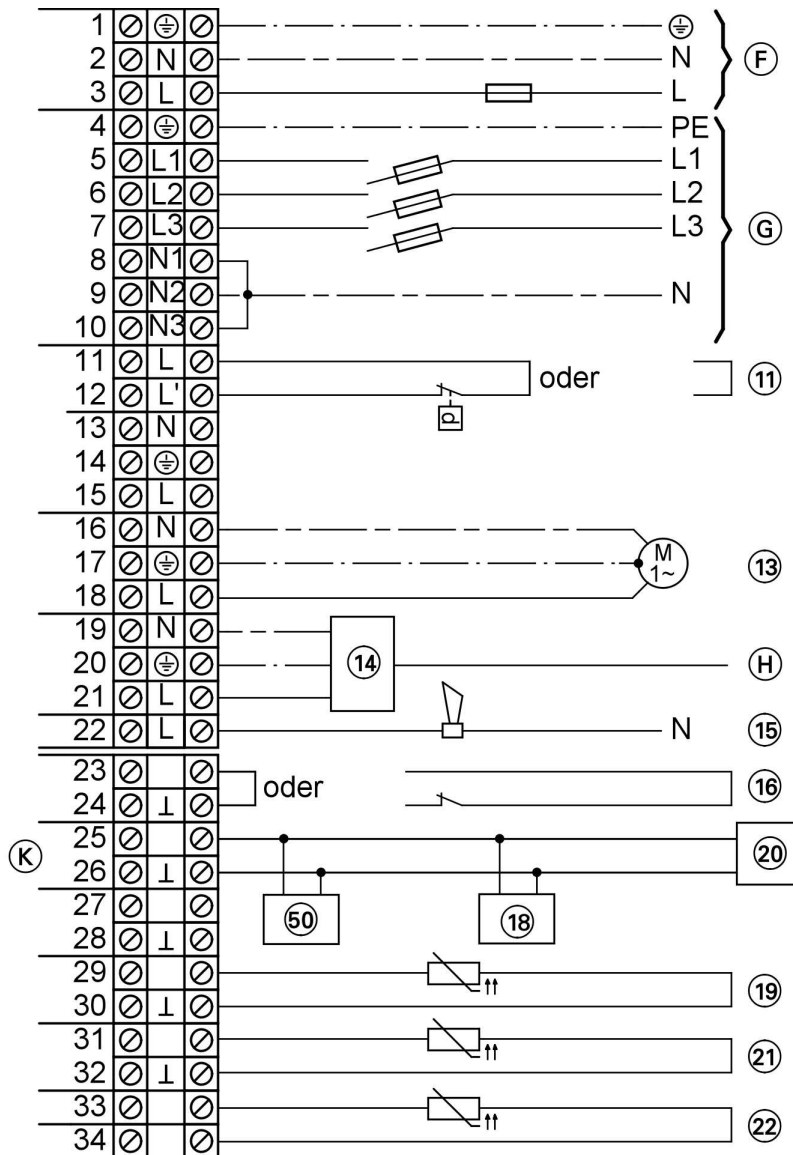 1 ⏚ ⏚ F
2 N N
3 L L
4 ⏚ PE G
5 L1 L1
6 L2 L2
7 L3 L3
8 N1
9 N2 N
10 N3
11 L oder 11
12 L' p
13 N
14 ⏚
15 L
16 N
17 ⏚ M 1~ 13
18 L
19 N
20 ⏚ 14 H
21 L
22 L N 15
23 oder 16
24 ⊥
25 20
K
26 ⊥
27 50 18
28 ⊥
29 19
30 ⊥
31 21
32 ⊥
33 22
34